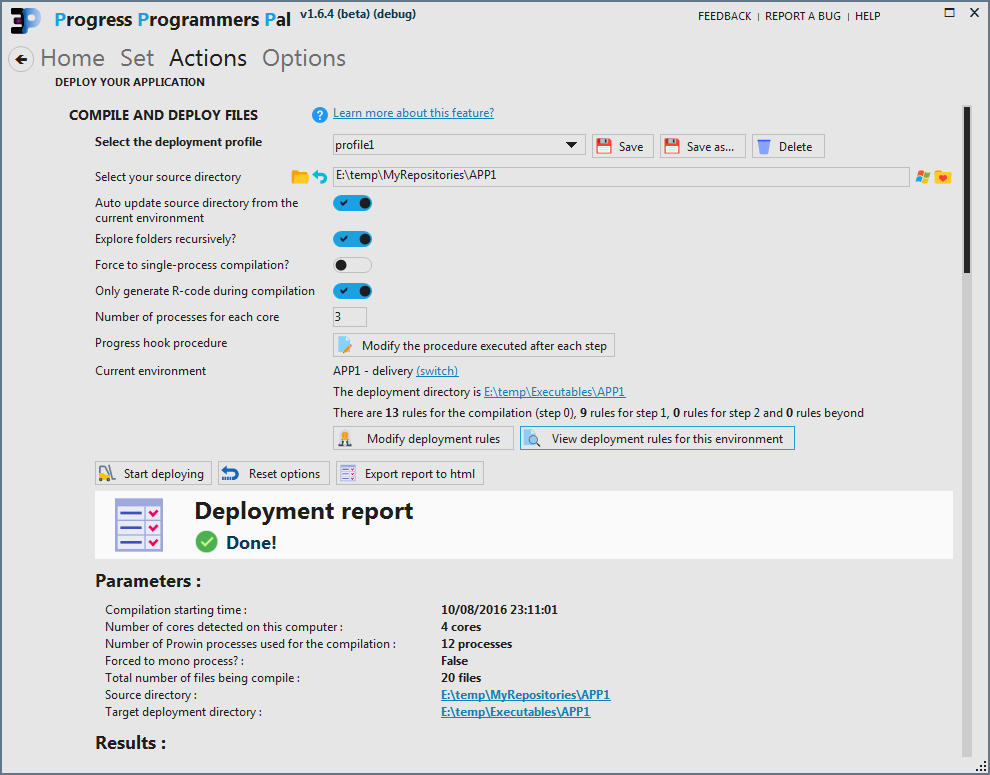 Progress Programmers Pal v1.6.4 (beta) (debug)
FEEDBACK | REPORT A BUG | HELP
Home Set Actions Options
DEPLOY YOUR APPLICATION
COMPILE AND DEPLOY FILES
? Learn more about this feature?
Select the deployment profile
profile1
Save
Save as...
Delete
Select your source directory
E:\temp\MyRepositories\APP1
Auto update source directory from the
current environment
Explore folders recursively?
Force to single-process compilation?
Only generate R-code during compilation
Number of processes for each core
3
Progress hook procedure
Modify the procedure executed after each step
Current environment
APP1 - delivery (switch)
The deployment directory is E:\temp\Executables\APP1
There are 13 rules for the compilation (step 0), 9 rules for step 1, 0 rules for step 2 and 0 rules beyond
Modify deployment rules
View deployment rules for this environment
Start deploying
Reset options
Export report to html
Deployment report
Done!
Parameters :
Compilation starting time : 10/08/2016 23:11:01
Number of cores detected on this computer : 4 cores
Number of Prowin processes used for the compilation : 12 processes
Forced to mono process? : False
Total number of files being compile : 20 files
Source directory : E:\temp\MyRepositories\APP1
Target deployment directory : E:\temp\Executables\APP1
Results :